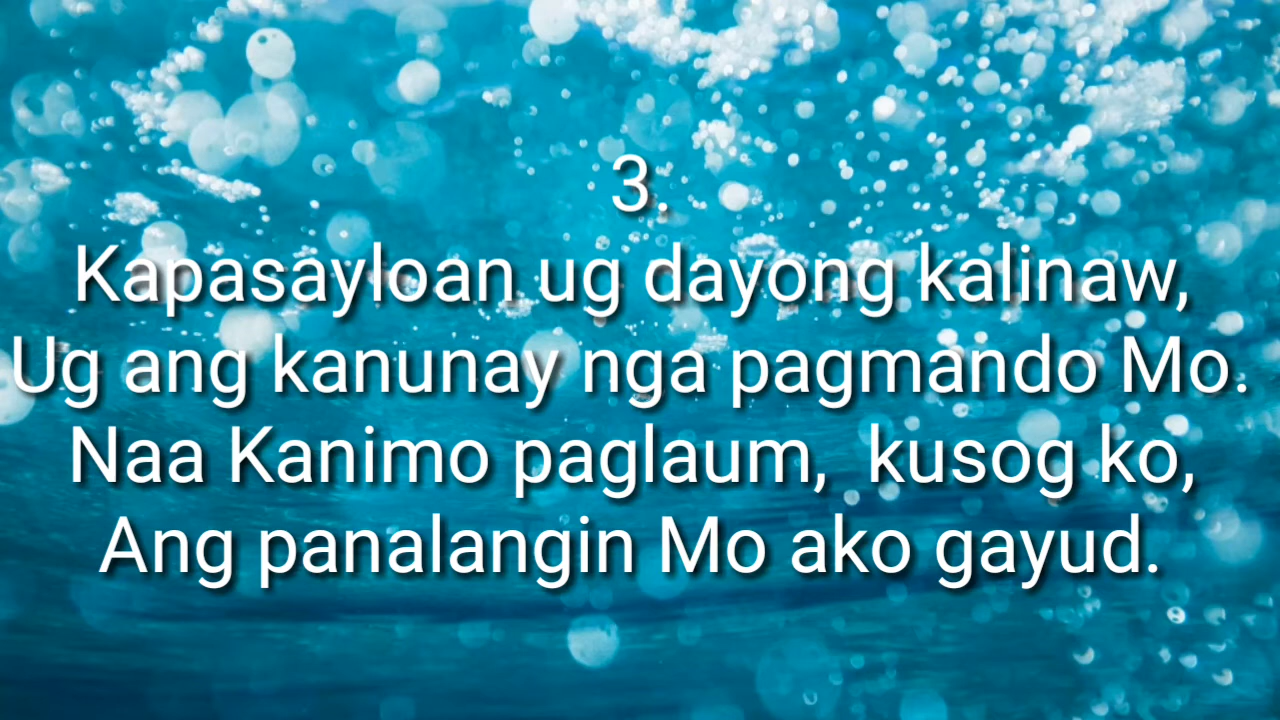 3.
Kapasayloan ug dayong kalinaw,
Ug ang kanunay nga pagmando Mo.
Naa Kanimo paglaum,  kusog ko,
Ang panalangin Mo ako gayud.